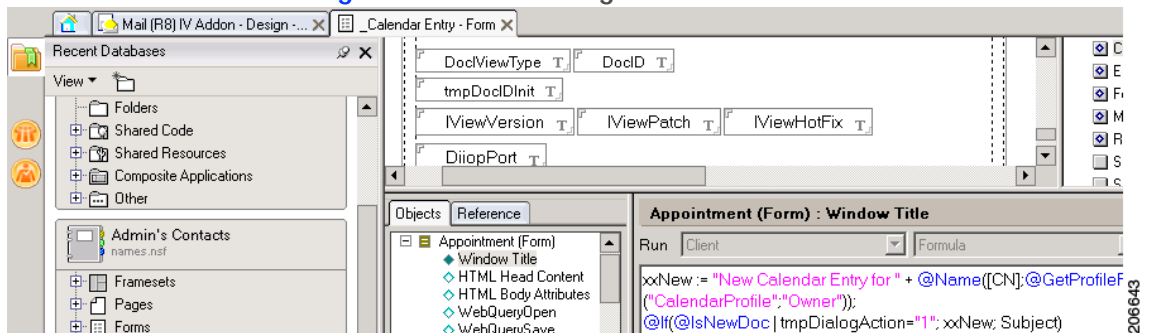 Mail (R8) IV Addon - Design -...
_Calendar Entry - Form
Recent Databases
View
Folders
Shared Code
Shared Resources
Composite Applications
Other
Admin's Contacts
names.nsf
Framesets
Pages
Forms
DocIViewType T
DocID T
tmpDocIDInit T
IViewVersion T
IViewPatch T
IViewHotFix T
DiiopPort T
C
E
F
M
R
S
Objects
Reference
Appointment (Form)
Window Title
HTML Head Content
HTML Body Attributes
WebQueryOpen
WebQuerySave
Appointment (Form) : Window Title
Run
Client
Formula
xxNew := "New Calendar Entry for " + @Name([CN];@GetProfileF
("CalendarProfile";"Owner"));
@If(@IsNewDoc | tmpDialogAction="1"; xxNew; Subject)
206643